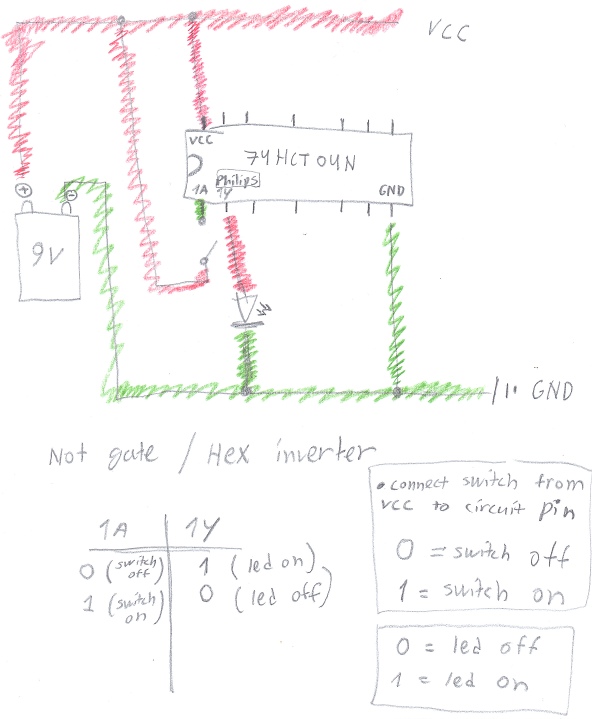 VCC
VCC
74HCT04N
1A
Philips
1Y
GND
+
-
9V
GND
Not gate / Hex inverter
1A 1Y
0 (switch off) 1 (led on)
1 (switch on) 0 (led off)
• connect switch from
VCC to circuit pin
0 = switch off
1 = switch on
0 = led off
1 = led on